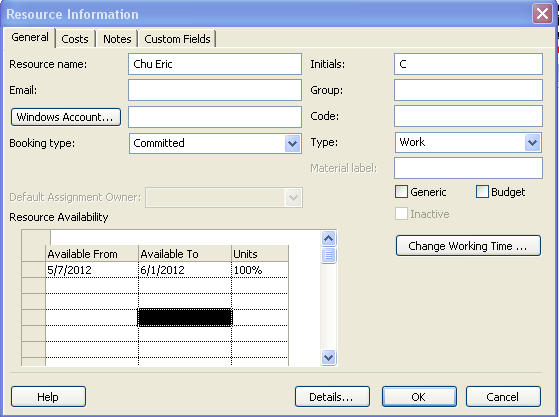 Resource Information
General Costs Notes Custom Fields
Resource name: Chu Eric Initials: C
Email: Group:
Windows Account... Code:
Booking type: Committed Type: Work
Material label:
Default Assignment Owner: Generic Budget
Inactive
Resource Availability
Change Working Time ...
Available From Available To Units
5/7/2012 6/1/2012 100%
Help Details... OK Cancel